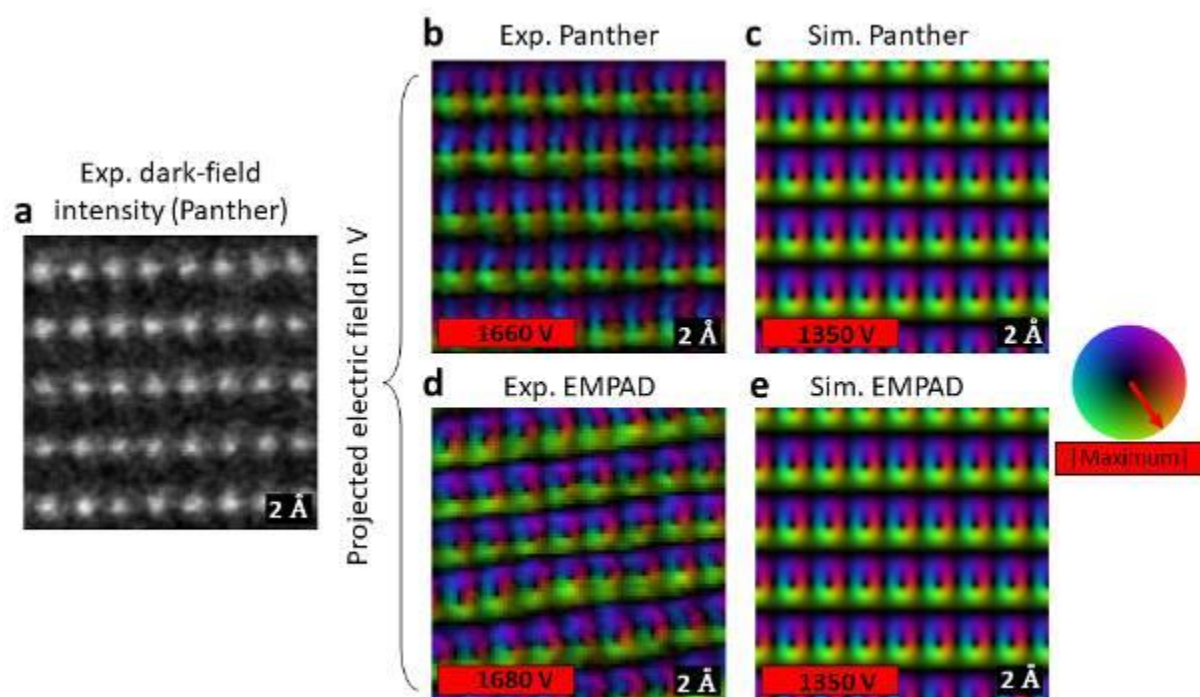 b Exp. Panther
c Sim. Panther
Exp. dark-field
a intensity (Panther)
Projected electric field in V
2 Å
1660 V
2 Å
1350 V
2 Å
d Exp. EMPAD
e Sim. EMPAD
1680 V
2 Å
1350 V
2 Å
|Maximum|